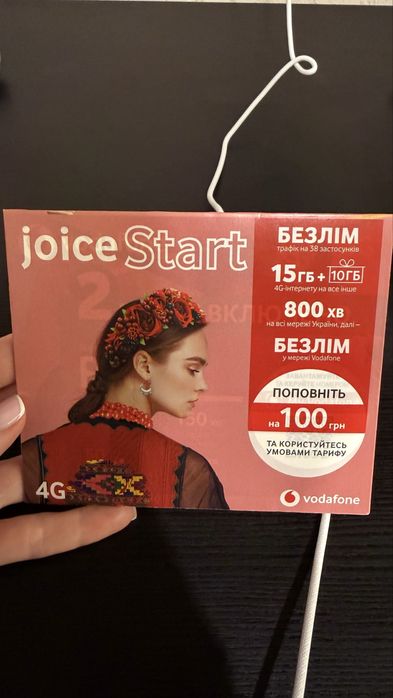 joice Start
БЕЗЛІМ
трафік на 38 застосунків
15ГБ + 10ГБ
4G-інтернету на все інше
800 ХВ
на всі мережі України, далі –
БЕЗЛІМ
у мережі Vodafone
ПОПОВНІТЬ
на 100 грн
ТА КОРИСТУЙТЕСЬ
УМОВАМИ ТАРИФУ
4G
vodafone